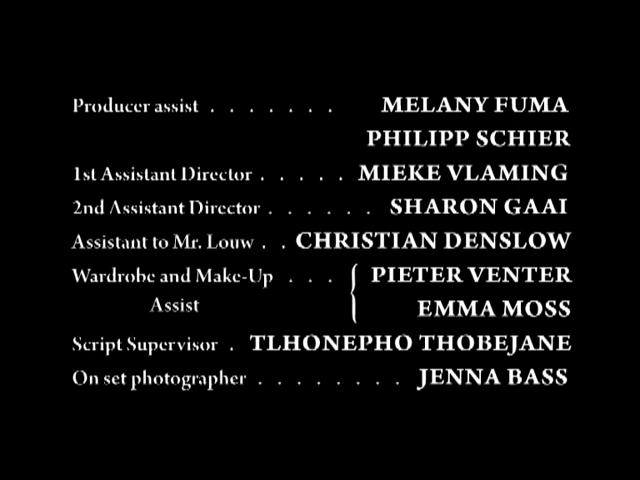 Producer assist . . . . . . . MELANY FUMA
PHILIPP SCHIER
1st Assistant Director . . . . . MIEKE VLAMING
2nd Assistant Director . . . . . . SHARON GAAI
Assistant to Mr. Louw . . CHRISTIAN DENSLOW
Wardrobe and Make-Up . . . { PIETER VENTER
Assist EMMA MOSS
Script Supervisor . TLHONEPHO THOBEJANE
On set photographer . . . . . . . . JENNA BASS